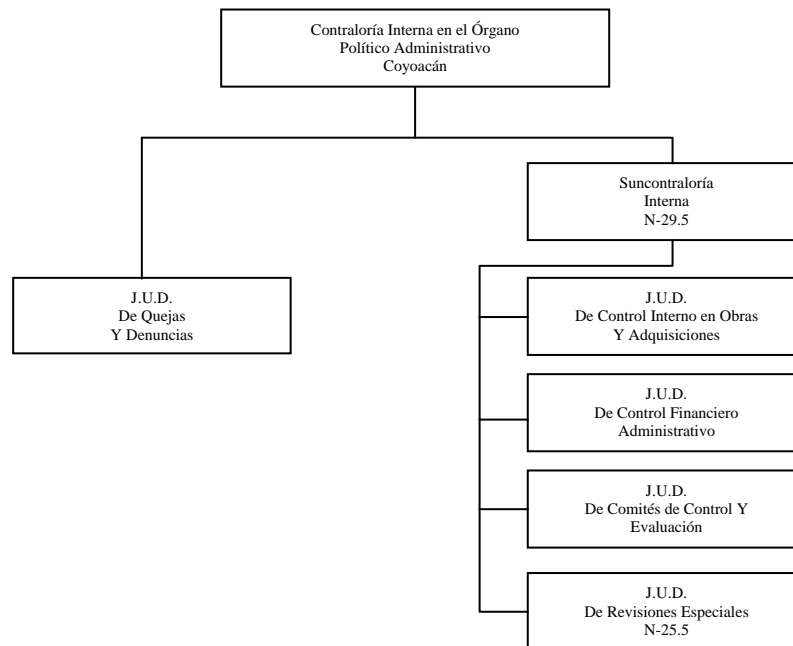 Contraloría Interna en el Órgano
Político Administrativo
Coyoacán
Suncontraloría
Interna
N-29.5
J.U.D.
De Quejas
Y Denuncias
J.U.D.
De Control Interno en Obras
Y Adquisiciones
J.U.D.
De Control Financiero
Administrativo
J.U.D.
De Comités de Control Y
Evaluación
J.U.D.
De Revisiones Especiales
N-25.5